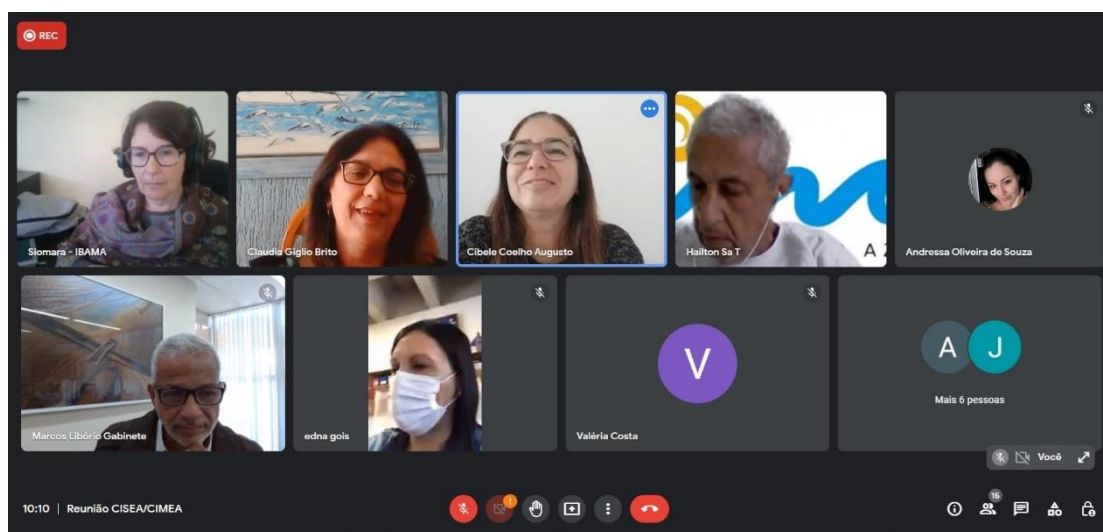 REC
Siomara - IBAMA
Claudia Giglio Brito
Cibele Coelho Augusto
Hailton Sa T
A
Andressa Oliveira de Souza
Marcos Libório Gabinete
edna gois
V
Valéria Costa
A J
Mais 6 pessoas
Você
10:10 | Reunião CISEA/CIMEA
15